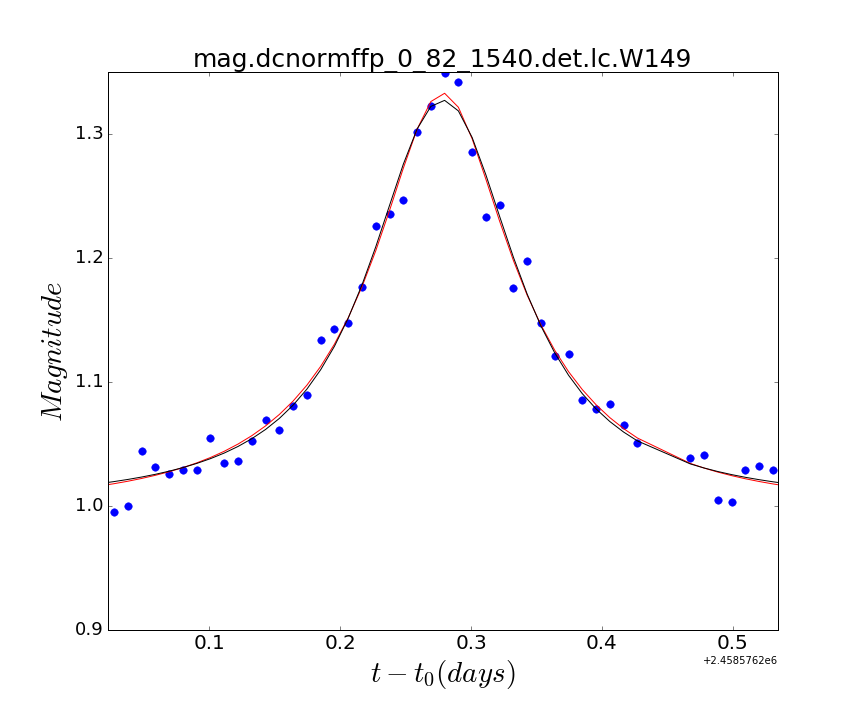 mag.dcnormffp_0_82_1540.det.lc.W149
1.3
1.2
1.1
1.0
0.9
Magnitude
0.1 0.2 0.3 0.4 0.5
+2.4585762e6
t − t₀(days)